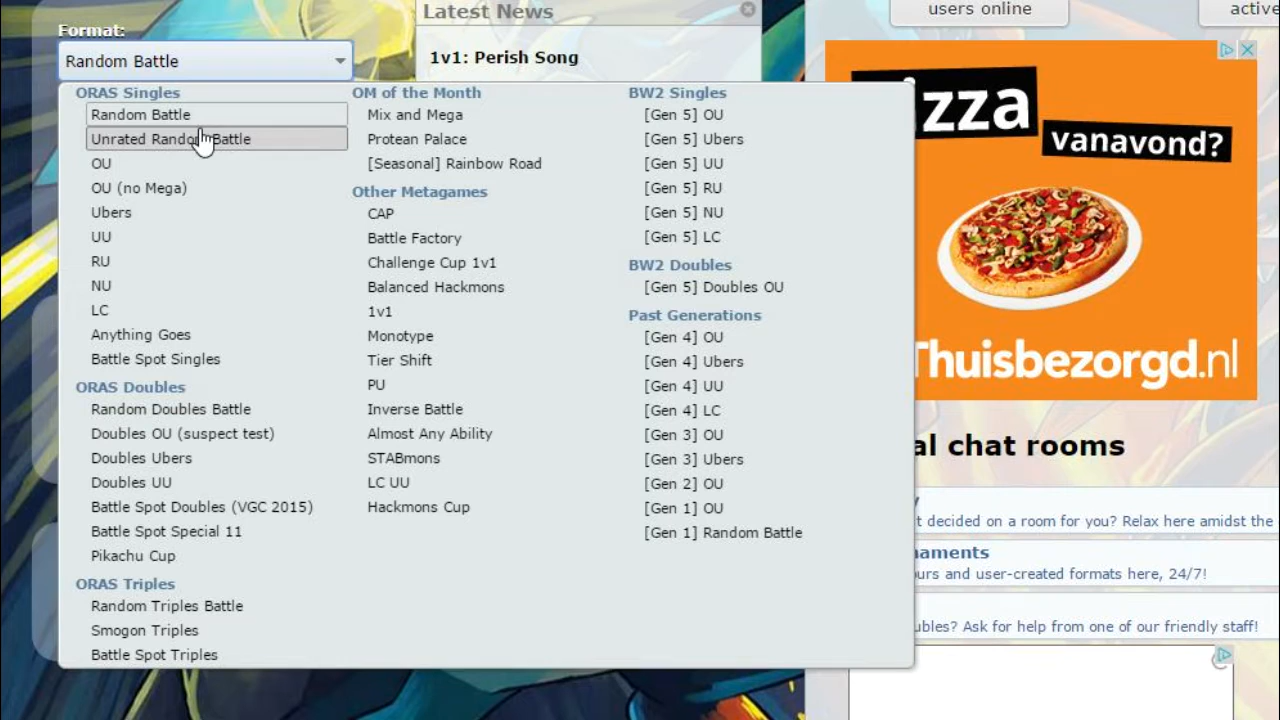 Format:
Random Battle
Latest News
1v1: Perish Song
users online
active
ORAS Singles
Random Battle
Unrated Random Battle
OU
OU (no Mega)
Ubers
UU
RU
NU
LC
Anything Goes
Battle Spot Singles
ORAS Doubles
Random Doubles Battle
Doubles OU (suspect test)
Doubles Ubers
Doubles UU
Battle Spot Doubles (VGC 2015)
Battle Spot Special 11
Pikachu Cup
ORAS Triples
Random Triples Battle
Smogon Triples
Battle Spot Triples
OM of the Month
Mix and Mega
Protean Palace
[Seasonal] Rainbow Road
Other Metagames
CAP
Battle Factory
Challenge Cup 1v1
Balanced Hackmons
1v1
Monotype
Tier Shift
PU
Inverse Battle
Almost Any Ability
STABmons
LC UU
Hackmons Cup
BW2 Singles
[Gen 5] OU
[Gen 5] Ubers
[Gen 5] UU
[Gen 5] RU
[Gen 5] NU
[Gen 5] LC
BW2 Doubles
[Gen 5] Doubles OU
Past Generations
[Gen 4] OU
[Gen 4] Ubers
[Gen 4] UU
[Gen 4] LC
[Gen 3] OU
[Gen 3] Ubers
[Gen 2] OU
[Gen 1] OU
[Gen 1] Random Battle
izza
vanavond?
Thuisbezorgd.nl
al chat rooms
y
t decided on a room for you? Relax here amidst the
naments
urs and user-created formats here, 24/7!
ubles? Ask for help from one of our friendly staff!